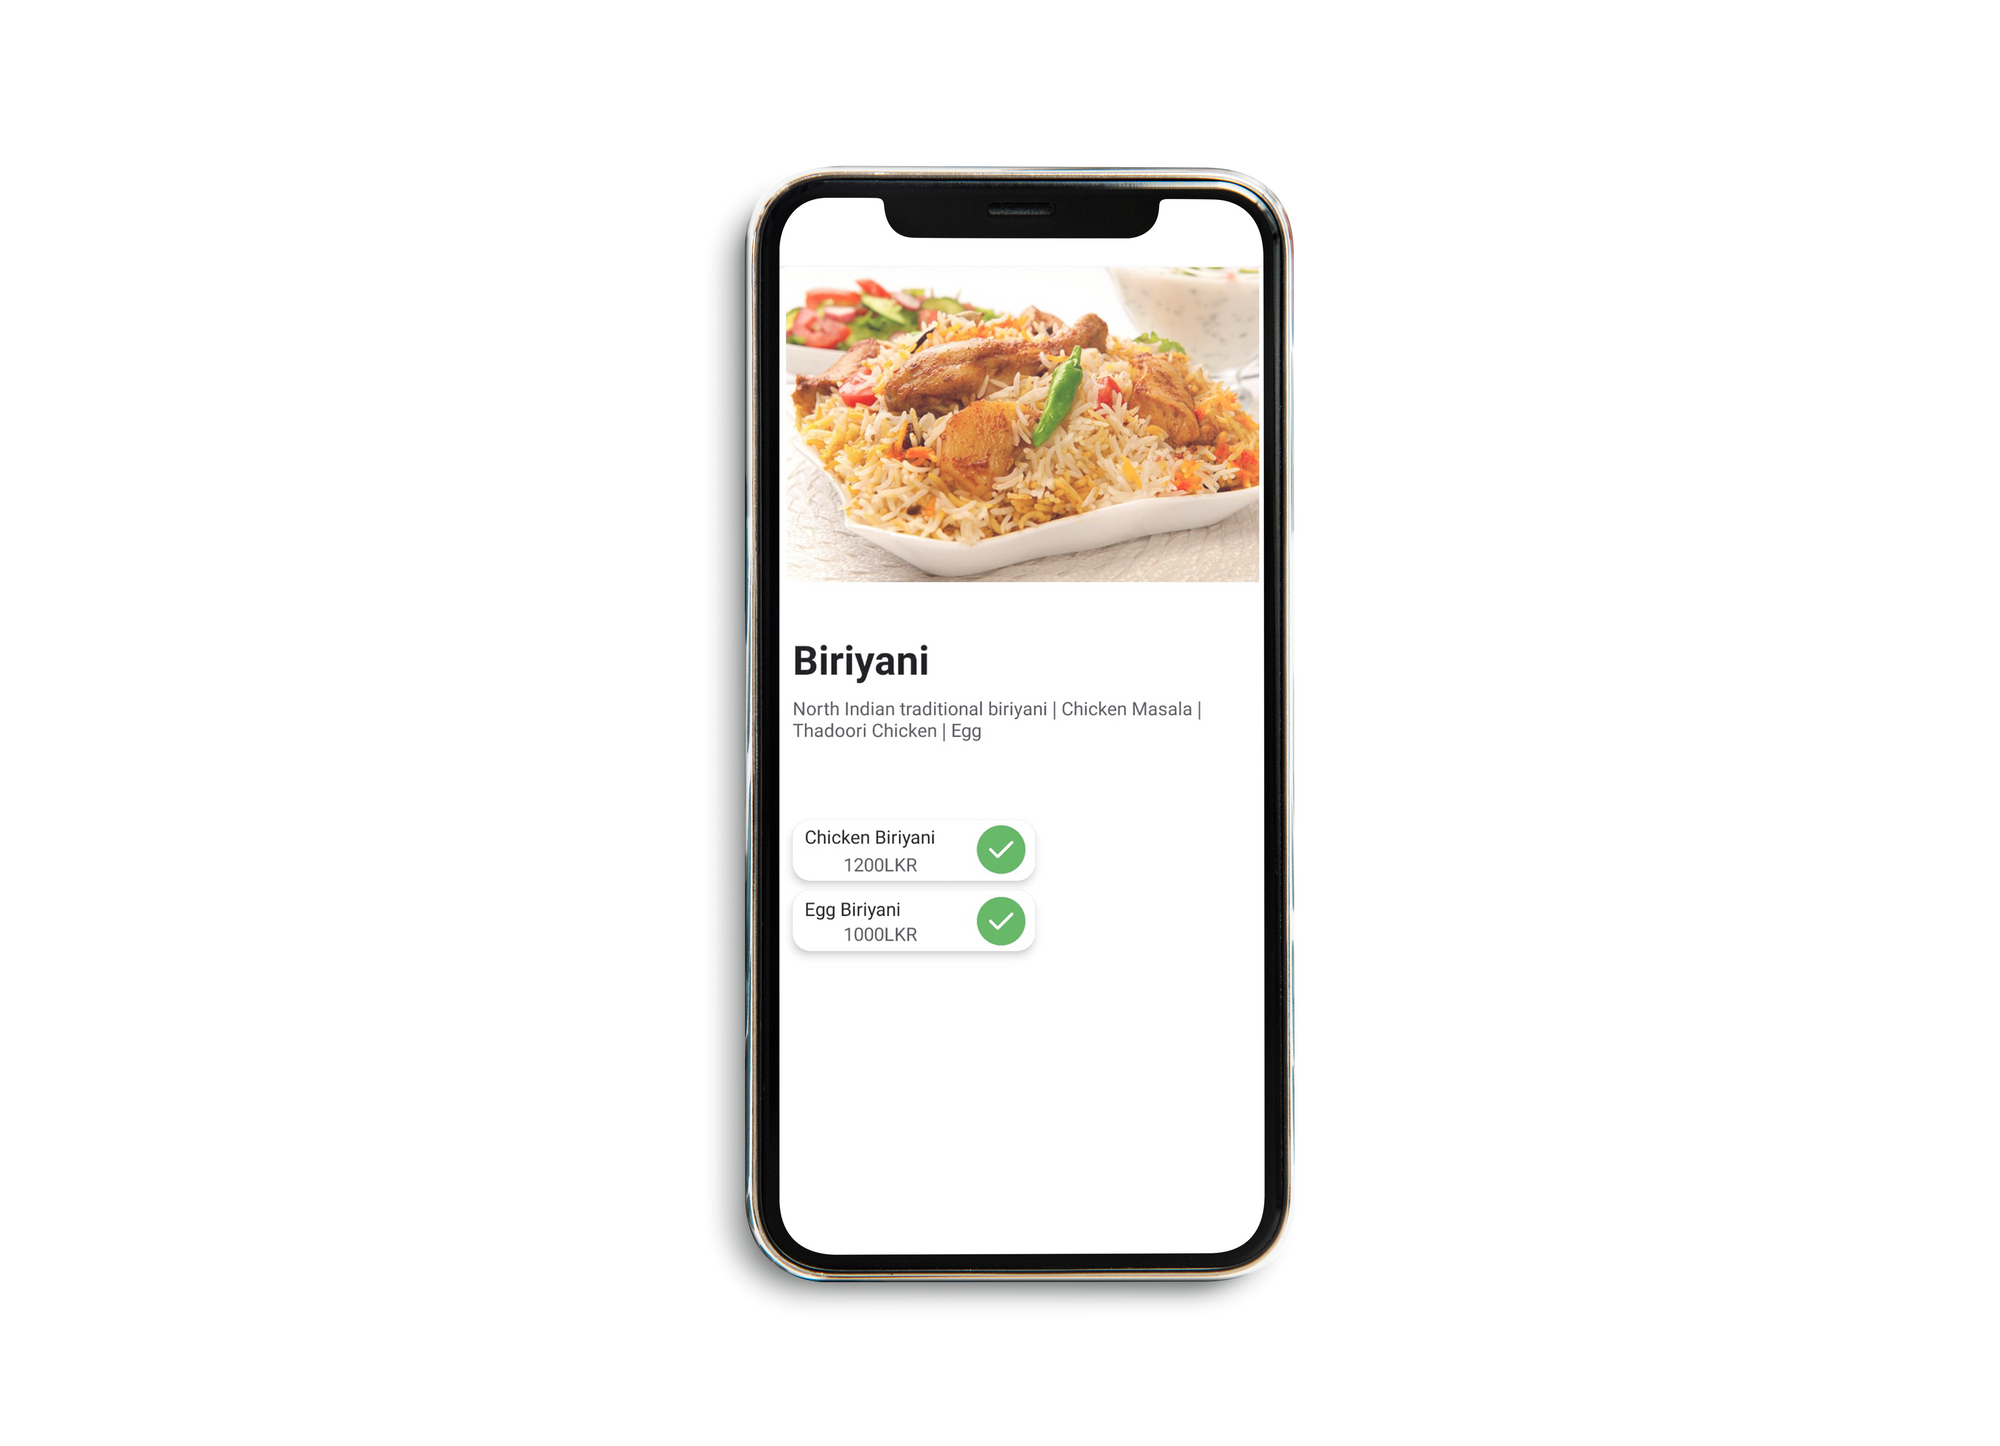 Biriyani
North Indian traditional biriyani | Chicken Masala |
Thadoori Chicken | Egg
Chicken Biriyani
1200LKR
Egg Biriyani
1000LKR